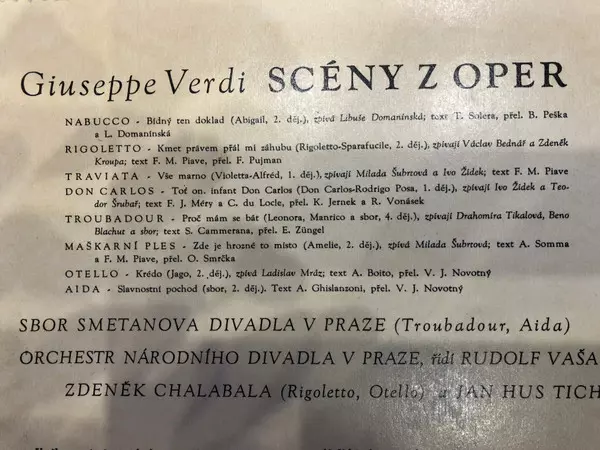 Giuseppe Verdi SCÉNY Z OPER
NABUCCO - Bídný ten doklad (Abigail, 2. děj.), zpívá Libuše Domanínská; text T. Solera, přel. B. Peška
a L. Domanínská
RIGOLETTO - Kmet právem přál mi záhubu (Rigoletto-Sparafucile, 2. děj.), zpívají Václav Bednář a Zdeněk
Kroupa; text F. M. Piave, přel. F. Pujman
TRAVIATA - Vše marno (Violetta-Alfréd, 1. děj.), zpívají Milada Šubrtová a Ivo Žídek; text F. M. Piave
DON CARLOS - Toť on, infant Don Carlos (Don Carlos-Rodrigo Posa, 1. děj.), zpívají Ivo Žídek a Teo-
dor Šrubař; text F. J. Méry a C. du Locle, přel. K. Jernek a R. Vonásek
TROUBADOUR - Proč mám se bát (Leonora, Manrico a sbor, 4. děj.), zpívají Drahomíra Tikalová, Beno
Blachut a sbor; text S. Cammerana, přel. E. Züngel
MAŠKARNÍ PLES - Zde je hrozné to místo (Amelie, 2. děj.), zpívá Milada Šubrtová; text A. Somma
a F. M. Piave, přel. O. Smrčka
OTELLO - Krédo (Jago, 2. děj.), zpívá Ladislav Mráz; text A. Boito, přel. V. J. Novotný
AIDA - Slavnostní pochod (sbor, 2. děj.). Text A. Ghislanzoni, přel. V. J. Novotný
SBOR SMETANOVA DIVADLA V PRAZE (Troubadour, Aida)
ORCHESTR NÁRODNÍHO DIVADLA V PRAZE, řídí RUDOLF VAŠA
ZDENĚK CHALABALA (Rigoletto, Otello) a JAN HUS TICH